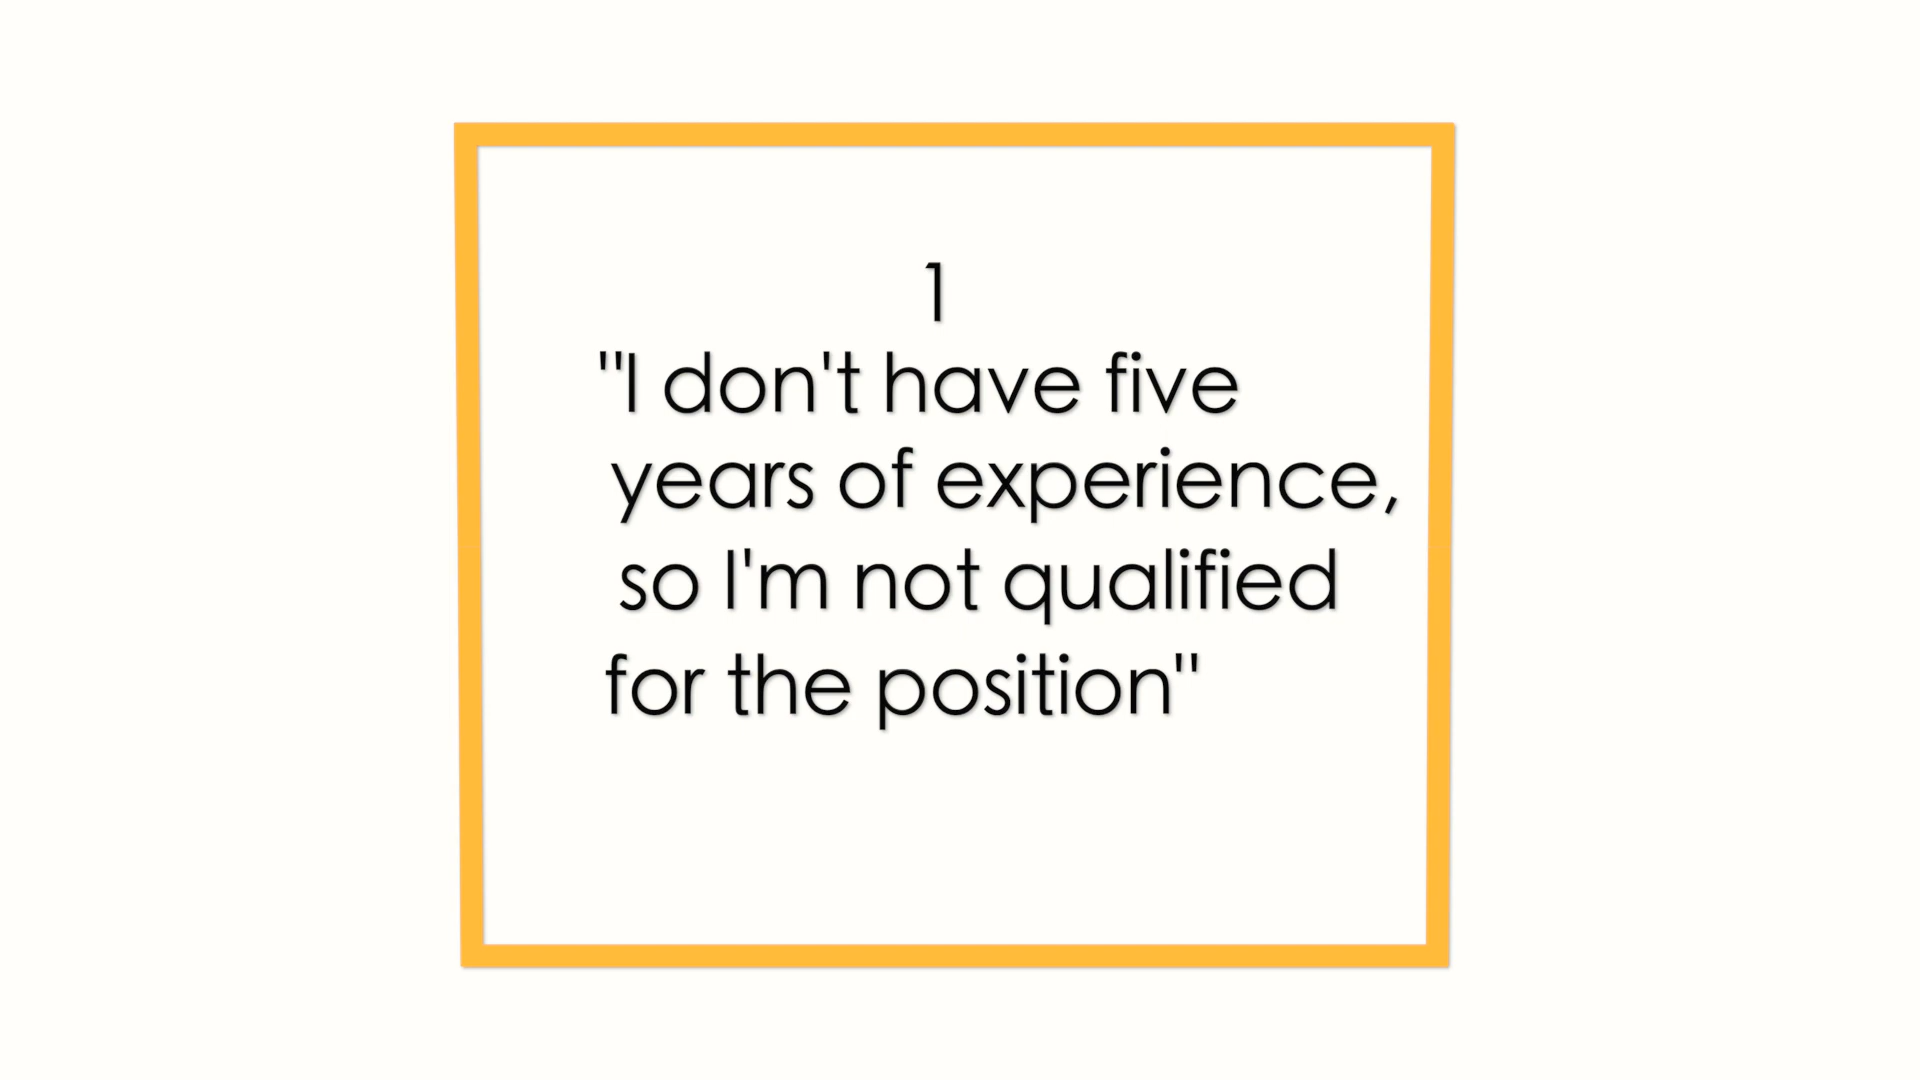 1
"I don't have five
years of experience,
so I'm not qualified
for the position"